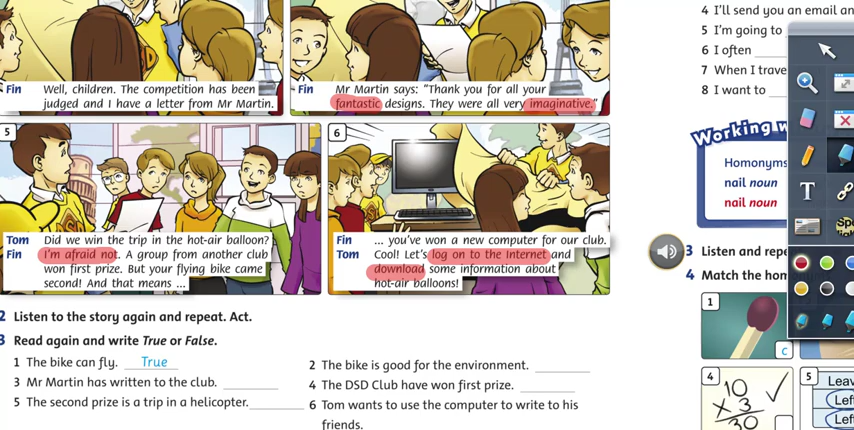 Fin Well, children. The competition has been
judged and I have a letter from Mr Martin.
Fin Mr Martin says: "Thank you for all your
fantastic designs. They were all very imaginative."
5
Tom Did we win the trip in the hot-air balloon?
Fin I'm afraid not. A group from another club
won first prize. But your flying bike came
second! And that means ...
6
Fin ... you've won a new computer for our club.
Tom Cool! Let's log on to the Internet and
download some information about
hot-air balloons!
2 Listen to the story again and repeat. Act.
3 Read again and write True or False.
1 The bike can fly. True
2 The bike is good for the environment.
3 Mr Martin has written to the club.
4 The DSD Club have won first prize.
5 The second prize is a trip in a helicopter.
6 Tom wants to use the computer to write to his
friends.
4 I'll send you an email an
5 I'm going to
6 I often
7 When I trave
8 I want to
Working w
Homonyms
nail noun
nail noun
3 Listen and repe
4 Match the hon
1
c
4
10
x 3
30
5
Leav
Lef
Lef
T